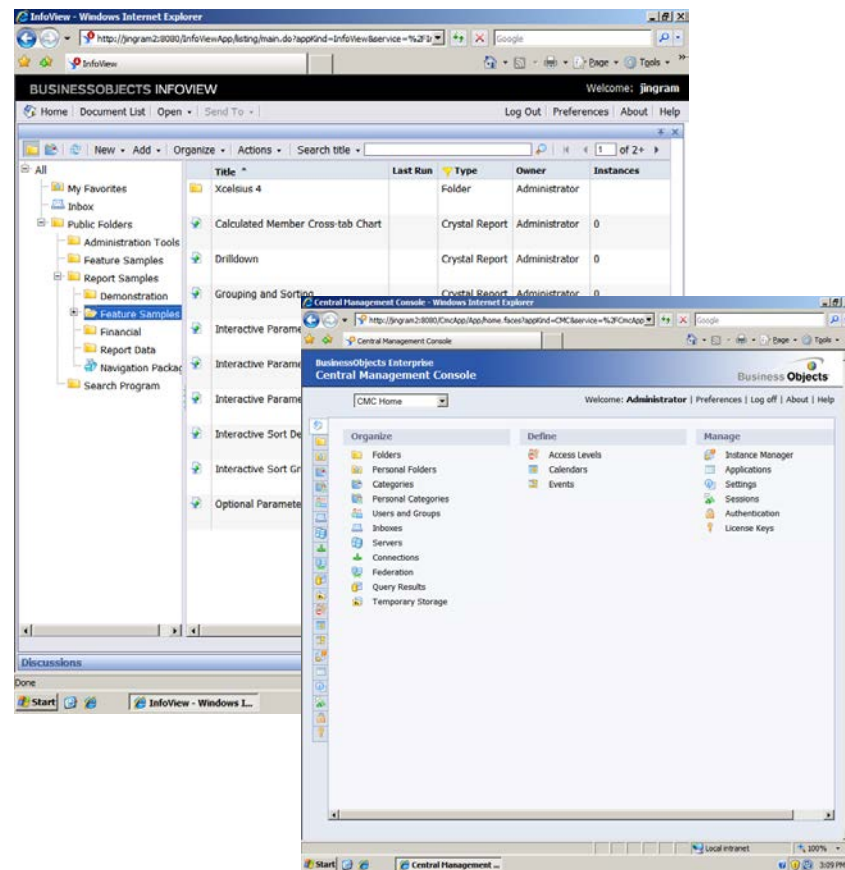 InfoView - Windows Internet Explorer
http://jingram2:8080/InfoViewApp/listing/main.do?appKind=InfoView&service=%2FIr
Google
InfoView
Page Tools
BUSINESSOBJECTS INFOVIEW Welcome: jingram
Home Document List Open Send To Log Out Preferences About Help
New Add Organize Actions Search title 1 of 2+
All
My Favorites
Inbox
Public Folders
Administration Tools
Feature Samples
Report Samples
Demonstration
Feature Samples
Financial
Report Data
Navigation Packag
Search Program
Title Last Run Type Owner Instances
Xcelsius 4 Folder Administrator
Calculated Member Cross-tab Chart Crystal Report Administrator 0
Drilldown Crystal Report Administrator 0
Grouping and Sorting Crystal Report Administrator 0
Interactive Parame
Interactive Parame
Interactive Parame
Interactive Sort De
Interactive Sort Gr
Optional Paramete
Discussions
Done
Start InfoView - Windows I...
Central Management Console - Windows Internet Explorer
http://jingram2:8080/CmcApp/App/home.faces?appKind=CMC&service=%2FCmcApp
Google
Central Management Console
Page Tools
BusinessObjects Enterprise
Central Management Console
Business Objects
CMC Home Welcome: Administrator | Preferences | Log off | About | Help
Organize
Folders
Personal Folders
Categories
Personal Categories
Users and Groups
Inboxes
Servers
Connections
Federation
Query Results
Temporary Storage
Define
Access Levels
Calendars
Events
Manage
Instance Manager
Applications
Settings
Sessions
Authentication
License Keys
Local intranet 100%
Start Central Management ... 3:09 PM